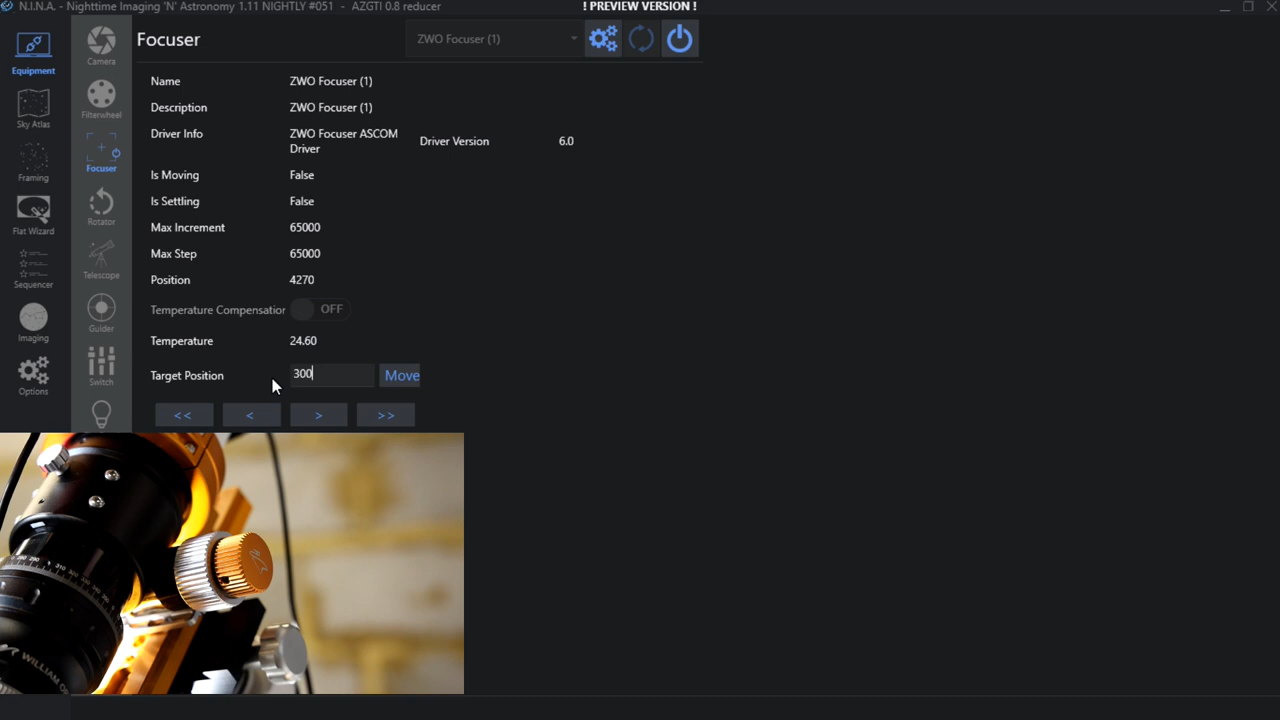 N.I.N.A. - Nighttime Imaging 'N' Astronomy 1.11 NIGHTLY #051 - AZGTI 0.8 reducer
! PREVIEW VERSION !
Equipment
Sky Atlas
Framing
Flat Wizard
Sequencer
Imaging
Options
Camera
Filterwheel
Focuser
Rotator
Telescope
Guider
Switch
Focuser
ZWO Focuser (1)
Name ZWO Focuser (1)
Description ZWO Focuser (1)
Driver Info ZWO Focuser ASCOM Driver
Driver Version 6.0
Is Moving False
Is Settling False
Max Increment 65000
Max Step 65000
Position 4270
Temperature Compensation OFF
Temperature 24.60
Target Position 300 Move
<< < > >>
WILLIAM